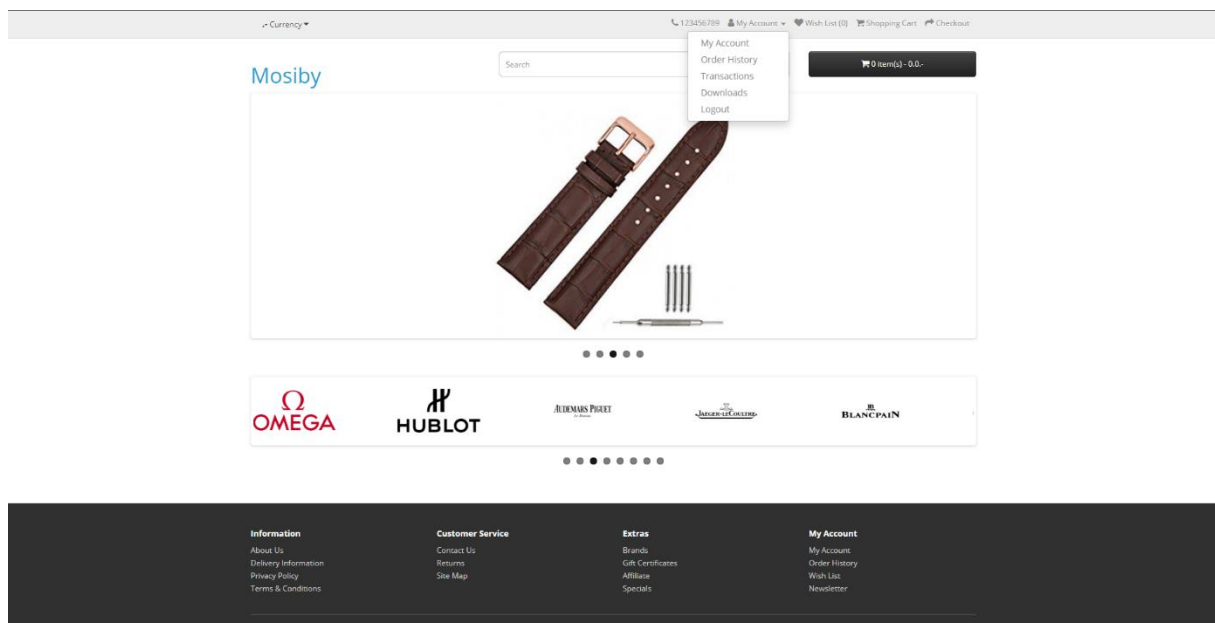 .- Currency
123456789 My Account Wish List (0) Shopping Cart Checkout
My Account
Order History
Transactions
Downloads
Logout
Mosiby
Search
0 item(s) - 0.0.-
Ω OMEGA
HUBLOT
AUDEMARS PIGUET
Le Brassus
JAEGER-LECOULTRE
JB
BLANCPAIN
Information
About Us
Delivery Information
Privacy Policy
Terms & Conditions
Customer Service
Contact Us
Returns
Site Map
Extras
Brands
Gift Certificates
Affiliate
Specials
My Account
My Account
Order History
Wish List
Newsletter